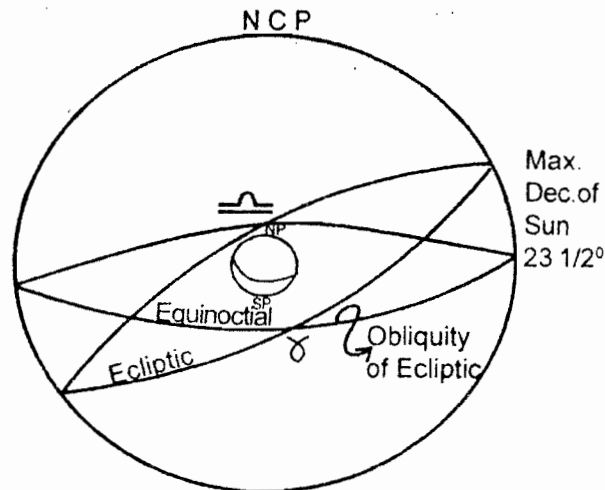 N C P
Max.
Dec.of
Sun
23 1/2⁰
♎
NP
SP
Equinoctial
Ecliptic
♈
Obliquity
of Ecliptic